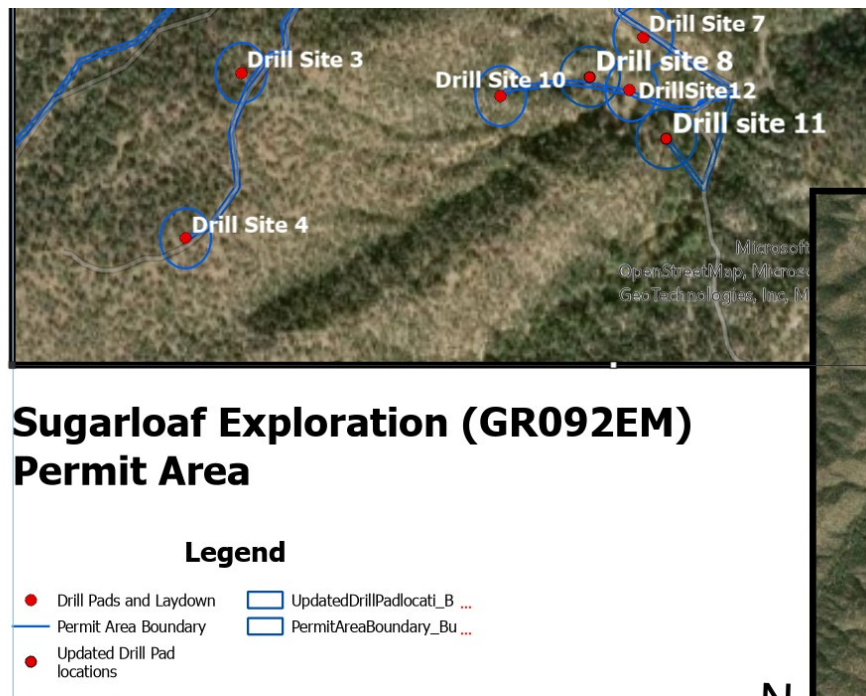 Drill Site 7
Drill Site 3
Drill site 8
Drill Site 10
DrillSite12
Drill site 11
Drill Site 4
Microsoft
OpenStreetMap, Microso
GeoTechnologies, Inc, M
Sugarloaf Exploration (GR092EM)
Permit Area
Legend
Drill Pads and Laydown
UpdatedDrillPadlocati_B ...
Permit Area Boundary
PermitAreaBoundary_Bu ...
Updated Drill Pad
locations
N